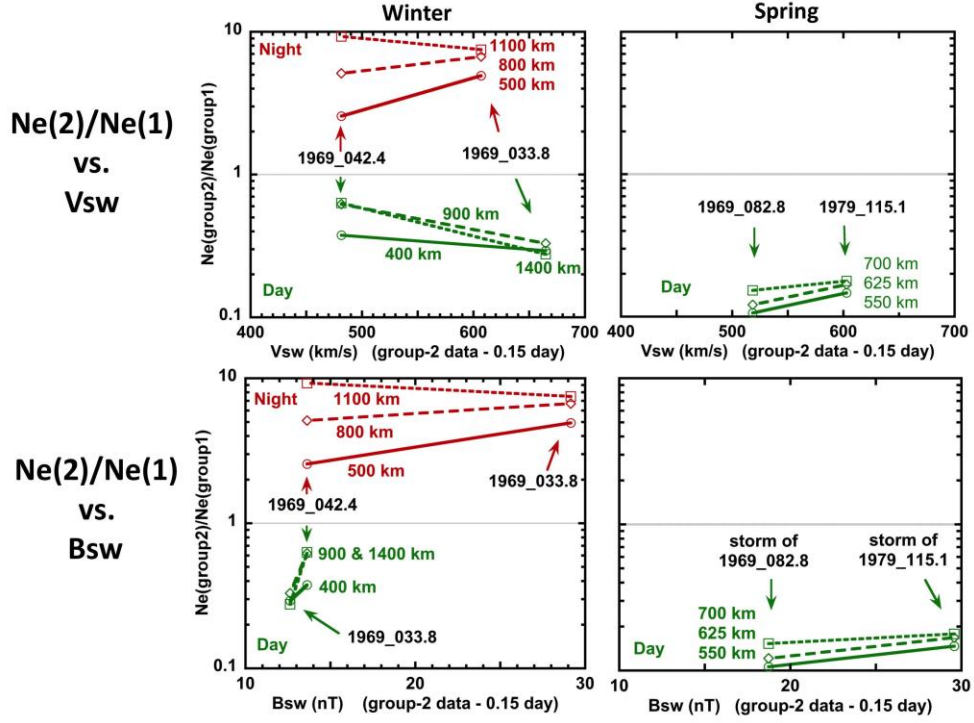 Winter
Spring
Ne(2)/Ne(1)
vs.
Vsw
Ne(group2)/Ne(group1)
10
1
0.1
Night
1100 km
800 km
500 km
1969_042.4
1969_033.8
900 km
400 km
1400 km
Day
400
500
600
700
Vsw (km/s) (group-2 data - 0.15 day)
1969_082.8
1979_115.1
700 km
625 km
550 km
Day
400
500
600
700
Vsw (km/s) (group-2 data - 0.15 day)
Ne(2)/Ne(1)
vs.
Bsw
Ne(group2)/Ne(group1)
10
1
0.1
Night
1100 km
800 km
500 km
1969_042.4
1969_033.8
900 & 1400 km
400 km
1969_033.8
Day
10
20
30
Bsw (nT) (group-2 data - 0.15 day)
storm of
1969_082.8
storm of
1979_115.1
700 km
625 km
550 km
Day
10
20
30
Bsw (nT) (group-2 data - 0.15 day)